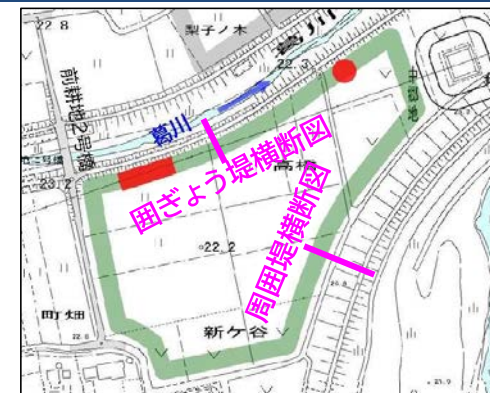 22.8
梨子ノ木
22.3
前耕地2号橋
葛川
23.2
高橋
囲ぎょう堤横断図
周囲堤横断図
22.2
町畑
新ケ谷
22.8